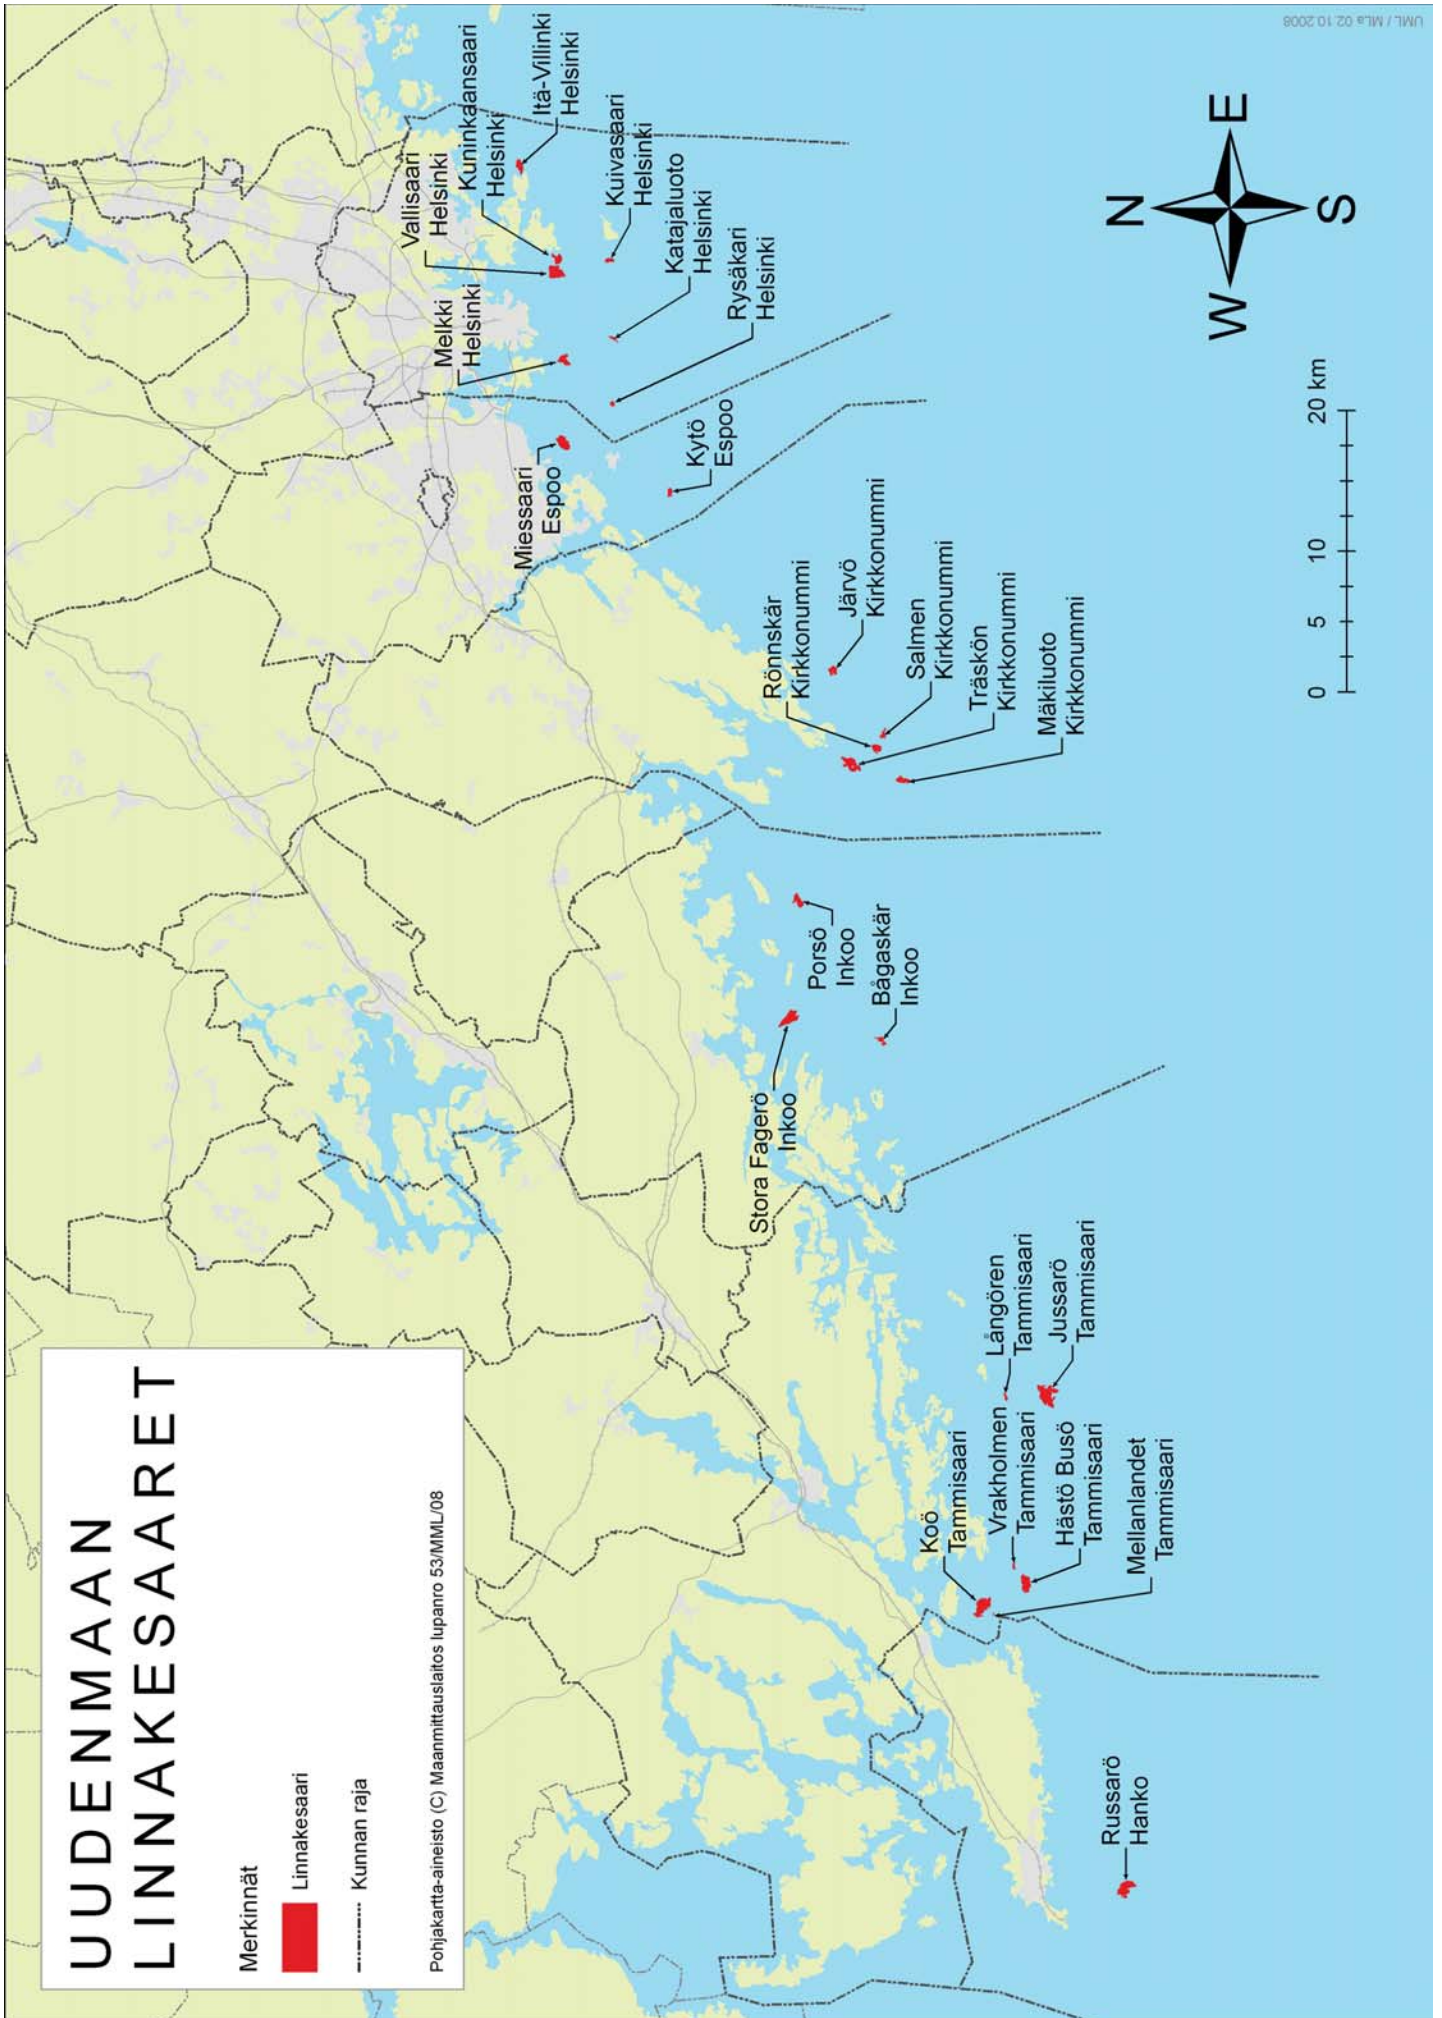 UUDENMAAN
LINNAKESAARET
Merkinnät
Linnakesaari
Kunnan raja
Pohjakartta-aineisto (C) Maanmittauslaitos lupanro 53/MML/08
Russarö
Hanko
Koö
Tammisaari
Vrakholmen
Tammisaari
Hästö Busö
Tammisaari
Mellanlandet
Tammisaari
Långören
Tammisaari
Jussarö
Tammisaari
Stora Fagerö
Inkoo
Porsö
Inkoo
Bågaskär
Inkoo
Rönnskär
Kirkkonummi
Järvö
Kirkkonummi
Salmen
Kirkkonummi
Träskön
Kirkkonummi
Mäkiluoto
Kirkkonummi
Miessaari
Espoo
Kytö
Espoo
Melkki
Helsinki
Vallisaari
Helsinki
Kuninkaansaari
Helsinki
Itä-Villinki
Helsinki
Kuivasaari
Helsinki
Katajaluoto
Helsinki
Rysäkari
Helsinki
N
W
E
S
0 5 10 20 km
UML / MLa 02.10.2008